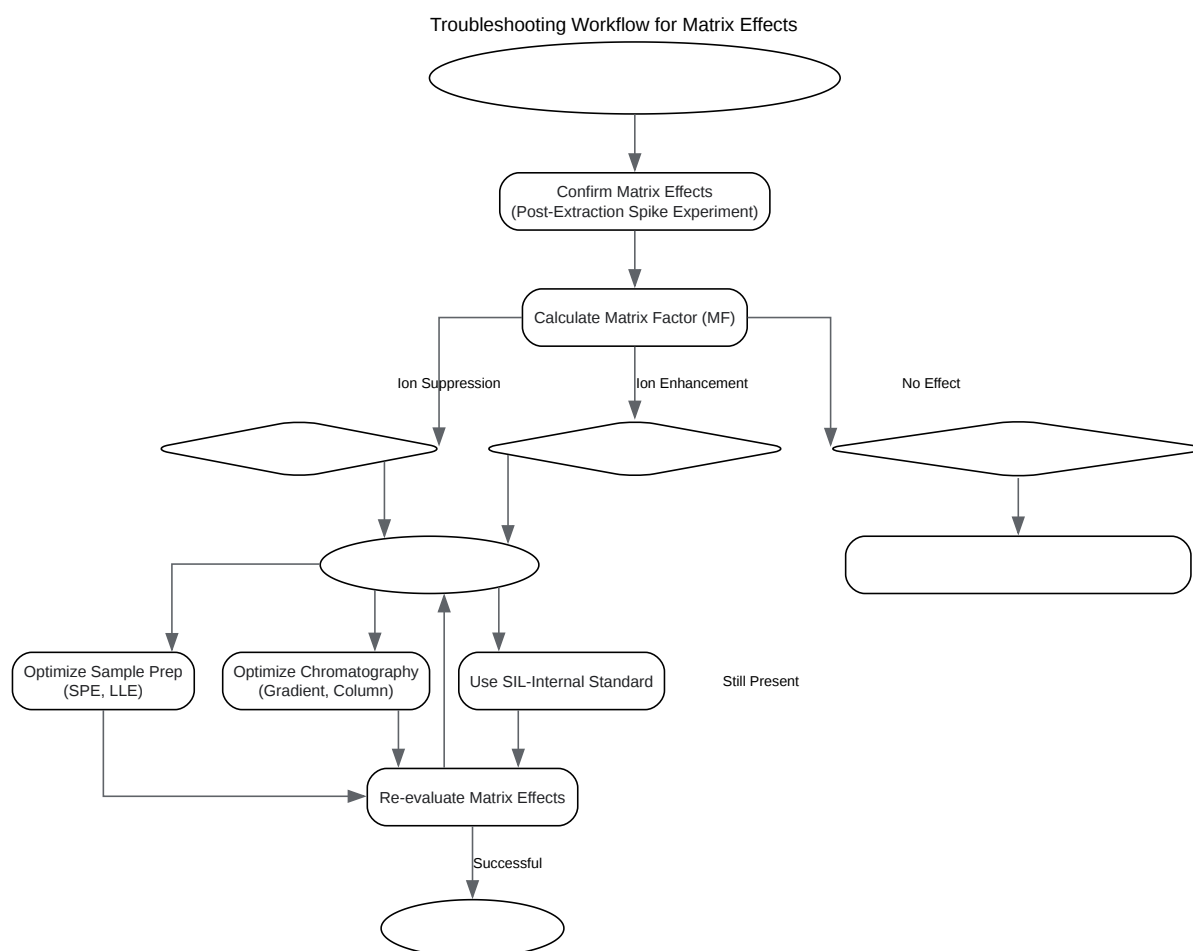 Troubleshooting Workflow for Matrix Effects
Confirm Matrix Effects
(Post-Extraction Spike Experiment)
Calculate Matrix Factor (MF)
Ion Suppression
Ion Enhancement
No Effect
Optimize Sample Prep
(SPE, LLE)
Optimize Chromatography
(Gradient, Column)
Use SIL-Internal Standard
Still Present
Re-evaluate Matrix Effects
Successful